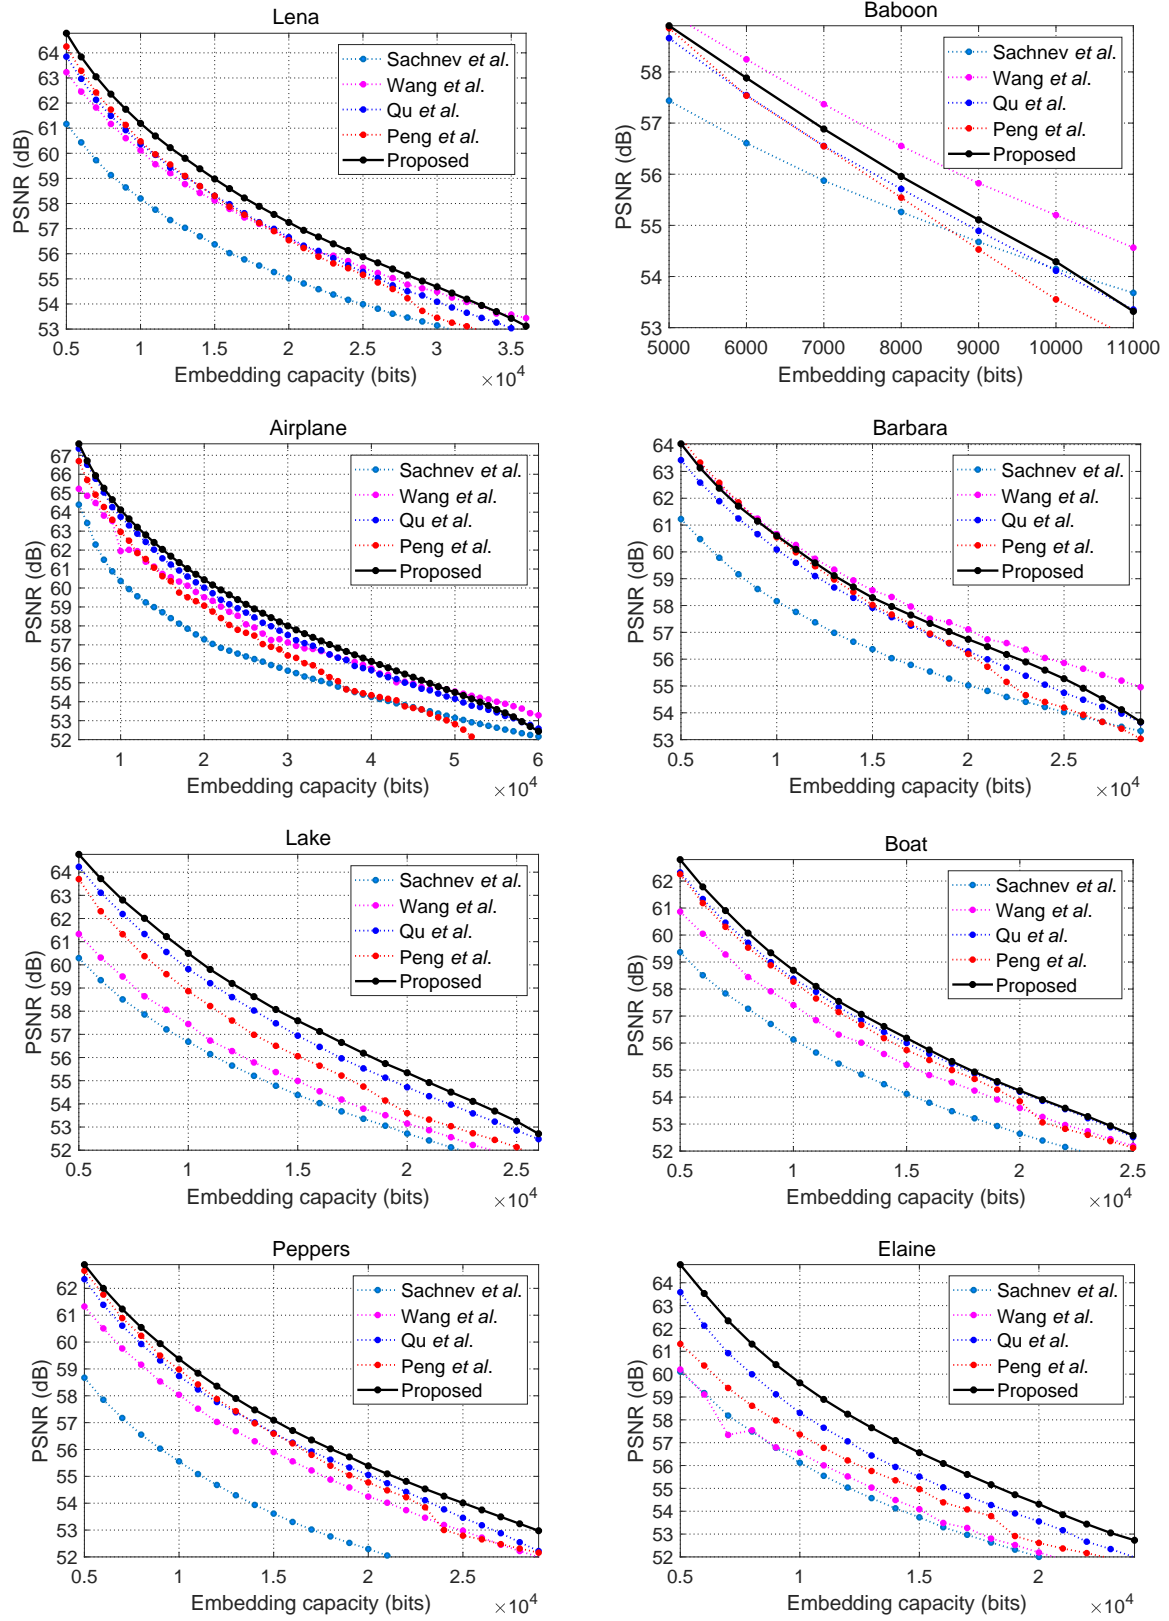 Lena
PSNR (dB)
64
63
62
61
60
59
58
57
56
55
54
53
Sachnev et al.
Wang et al.
Qu et al.
Peng et al.
Proposed
0.5 1 1.5 2 2.5 3 3.5
Embedding capacity (bits) ×10^4
Baboon
PSNR (dB)
58
57
56
55
54
53
Sachnev et al.
Wang et al.
Qu et al.
Peng et al.
Proposed
5000 6000 7000 8000 9000 10000 11000
Embedding capacity (bits)
Airplane
PSNR (dB)
67
66
65
64
63
62
61
60
59
58
57
56
55
54
53
52
Sachnev et al.
Wang et al.
Qu et al.
Peng et al.
Proposed
1 2 3 4 5 6
Embedding capacity (bits) ×10^4
Barbara
PSNR (dB)
64
63
62
61
60
59
58
57
56
55
54
53
Sachnev et al.
Wang et al.
Qu et al.
Peng et al.
Proposed
0.5 1 1.5 2 2.5
Embedding capacity (bits) ×10^4
Lake
PSNR (dB)
64
63
62
61
60
59
58
57
56
55
54
53
52
Sachnev et al.
Wang et al.
Qu et al.
Peng et al.
Proposed
0.5 1 1.5 2 2.5
Embedding capacity (bits) ×10^4
Boat
PSNR (dB)
62
61
60
59
58
57
56
55
54
53
52
Sachnev et al.
Wang et al.
Qu et al.
Peng et al.
Proposed
0.5 1 1.5 2 2.5
Embedding capacity (bits) ×10^4
Peppers
PSNR (dB)
62
61
60
59
58
57
56
55
54
53
52
Sachnev et al.
Wang et al.
Qu et al.
Peng et al.
Proposed
0.5 1 1.5 2 2.5
Embedding capacity (bits) ×10^4
Elaine
PSNR (dB)
64
63
62
61
60
59
58
57
56
55
54
53
52
Sachnev et al.
Wang et al.
Qu et al.
Peng et al.
Proposed
0.5 1 1.5 2
Embedding capacity (bits) ×10^4